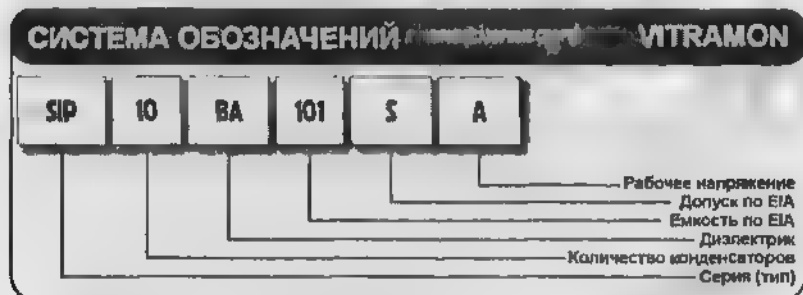 СИСТЕМА ОБОЗНАЧЕНИЙ VITRAMON
SIP 10 BA 101 S A
Рабочее напряжение
Допуск по EIA
Емкость по EIA
Диэлектрик
Количество конденсаторов
Серия (тип)